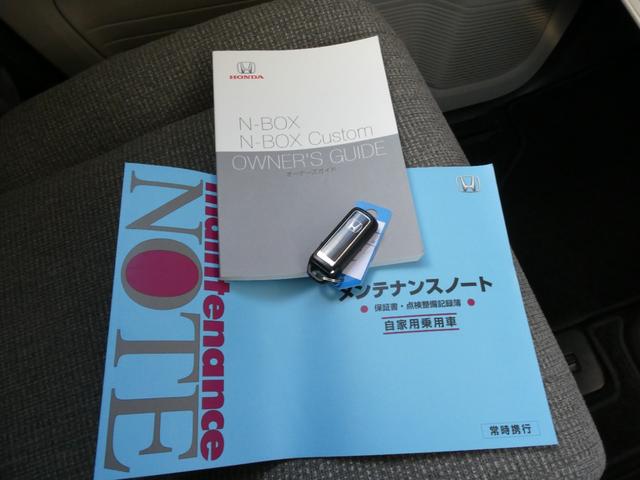 HONDA
N-BOX
N-BOX Custom
OWNER'S GUIDE
オーナーズガイド
maintenance
NOTE
メンテナンスノート
保証書・点検整備記録簿
自家用乗用車
常時携行